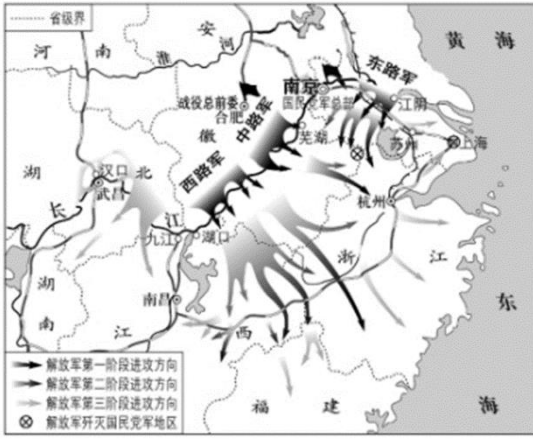 省级界
河 南
淮
安
河
徽
黄 海
东路军
南京
国民党军总部
江阴
战役总前委
合肥
中路军
芜湖
苏州
上海
西路军
湖
北
汉口
武昌
长
江
九江
湖口
杭州
浙 江
湖
南
南昌
江 西
东
海
福 建
解放军第一阶段进攻方向
解放军第二阶段进攻方向
解放军第三阶段进攻方向
解放军歼灭国民党军地区